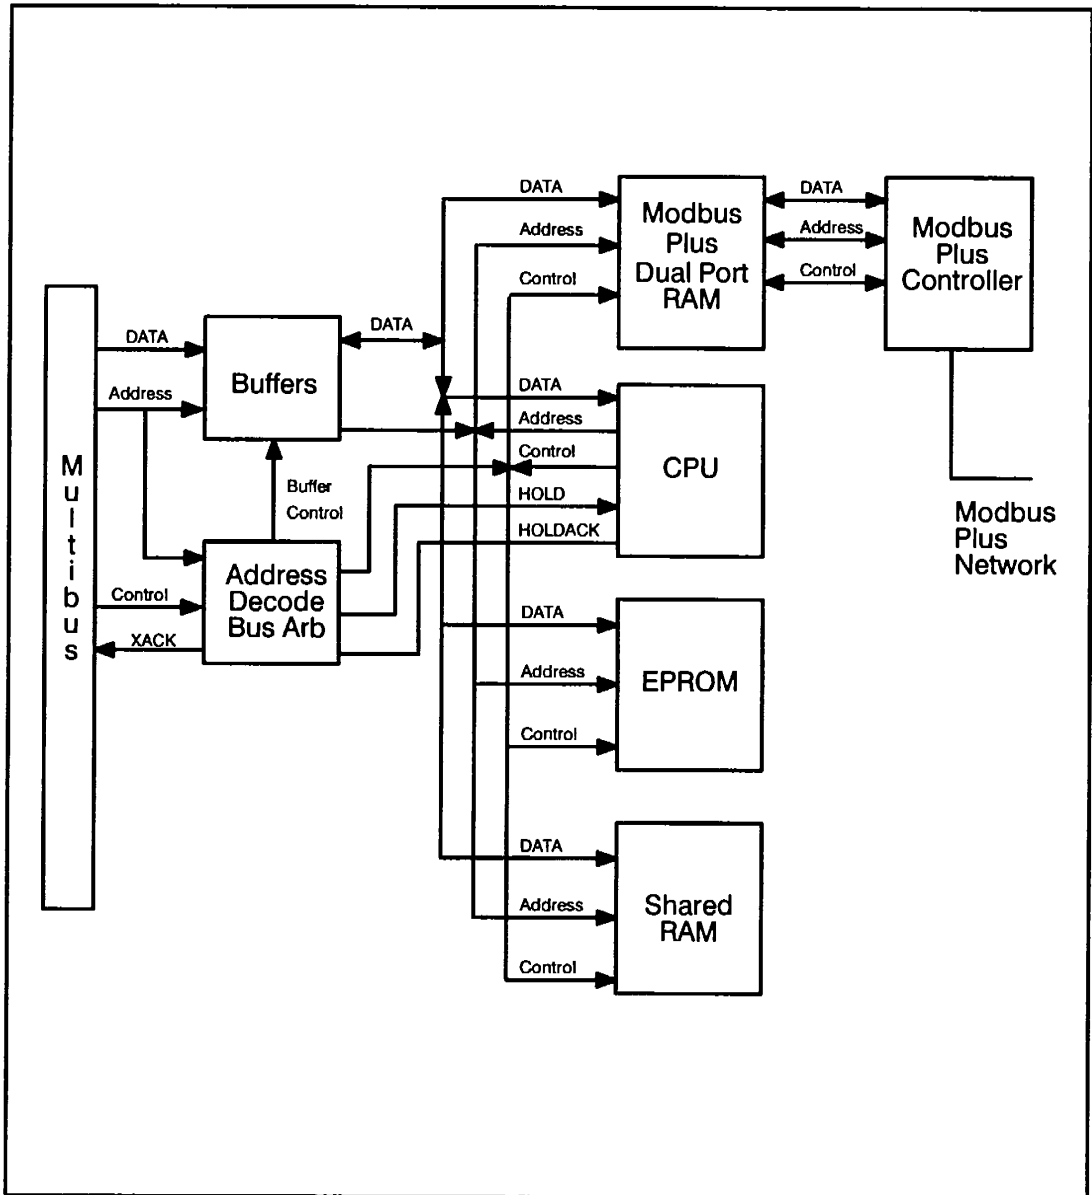 DATA
Address
Control
Modbus
Plus
Dual Port
RAM
DATA
Address
Control
Modbus
Plus
Controller
Multibus
DATA
Address
Buffers
DATA
Buffer
Control
Control
XACK
Address
Decode
Bus Arb
DATA
Address
Control
HOLD
HOLDACK
CPU
Modbus
Plus
Network
DATA
Address
Control
EPROM
DATA
Address
Control
Shared
RAM